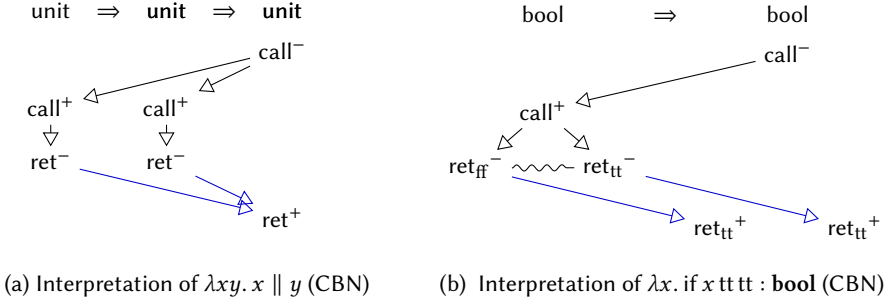 unit ⇒ unit ⇒ unit bool ⇒ bool
call⁻ call⁻
call⁺ call⁺ call⁺
ret⁻ ret⁻ ret_ff⁻ ret_tt⁻
ret⁺ ret_tt⁺ ret_tt⁺
(a) Interpretation of λxy. x ∥ y (CBN) (b) Interpretation of λx. if x tt tt : bool (CBN)